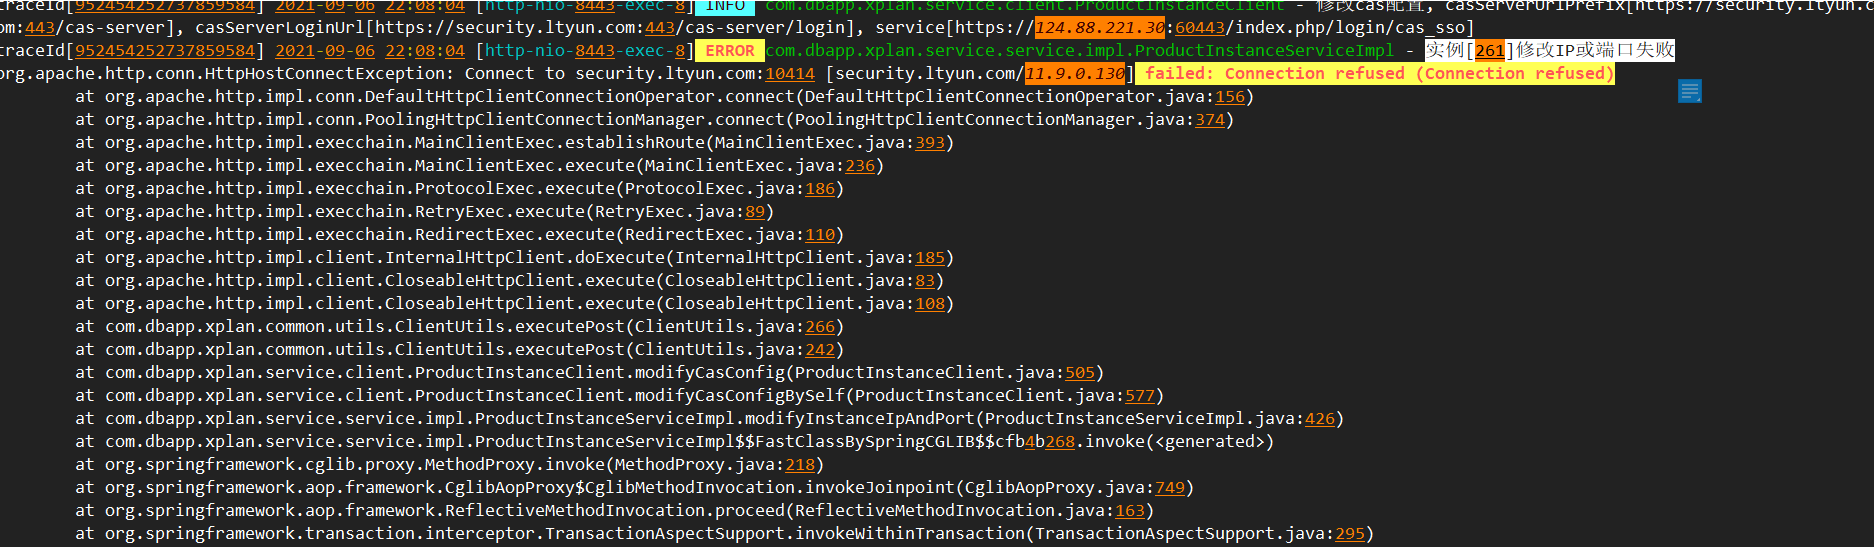 traceId[952454252737859584] 2021-09-06 22:08:04 [http-nio-8443-exec-8] INFO com.dbapp.xplan.service.client.ProductInstanceClient - 修改cas配置, casServerUrlPrefix[https://security.ltyun.c
om:443/cas-server], casServerLoginUrl[https://security.ltyun.com:443/cas-server/login], service[https://124.88.221.30:60443/index.php/login/cas_sso]
traceId[952454252737859584] 2021-09-06 22:08:04 [http-nio-8443-exec-8] ERROR com.dbapp.xplan.service.service.impl.ProductInstanceServiceImpl - 实例[261]修改IP或端口失败
org.apache.http.conn.HttpHostConnectException: Connect to security.ltyun.com:10414 [security.ltyun.com/11.9.0.130] failed: Connection refused (Connection refused)
at org.apache.http.impl.conn.DefaultHttpClientConnectionOperator.connect(DefaultHttpClientConnectionOperator.java:156)
at org.apache.http.impl.conn.PoolingHttpClientConnectionManager.connect(PoolingHttpClientConnectionManager.java:374)
at org.apache.http.impl.execchain.MainClientExec.establishRoute(MainClientExec.java:393)
at org.apache.http.impl.execchain.MainClientExec.execute(MainClientExec.java:236)
at org.apache.http.impl.execchain.ProtocolExec.execute(ProtocolExec.java:186)
at org.apache.http.impl.execchain.RetryExec.execute(RetryExec.java:89)
at org.apache.http.impl.execchain.RedirectExec.execute(RedirectExec.java:110)
at org.apache.http.impl.client.InternalHttpClient.doExecute(InternalHttpClient.java:185)
at org.apache.http.impl.client.CloseableHttpClient.execute(CloseableHttpClient.java:83)
at org.apache.http.impl.client.CloseableHttpClient.execute(CloseableHttpClient.java:108)
at com.dbapp.xplan.common.utils.ClientUtils.executePost(ClientUtils.java:266)
at com.dbapp.xplan.common.utils.ClientUtils.executePost(ClientUtils.java:242)
at com.dbapp.xplan.service.client.ProductInstanceClient.modifyCasConfig(ProductInstanceClient.java:505)
at com.dbapp.xplan.service.client.ProductInstanceClient.modifyCasConfigBySelf(ProductInstanceClient.java:577)
at com.dbapp.xplan.service.service.impl.ProductInstanceServiceImpl.modifyInstanceIpAndPort(ProductInstanceServiceImpl.java:426)
at com.dbapp.xplan.service.service.impl.ProductInstanceServiceImpl$$FastClassBySpringCGLIB$$cfb4b268.invoke(<generated>)
at org.springframework.cglib.proxy.MethodProxy.invoke(MethodProxy.java:218)
at org.springframework.aop.framework.CglibAopProxy$CglibMethodInvocation.invokeJoinpoint(CglibAopProxy.java:749)
at org.springframework.aop.framework.ReflectiveMethodInvocation.proceed(ReflectiveMethodInvocation.java:163)
at org.springframework.transaction.interceptor.TransactionAspectSupport.invokeWithinTransaction(TransactionAspectSupport.java:295)